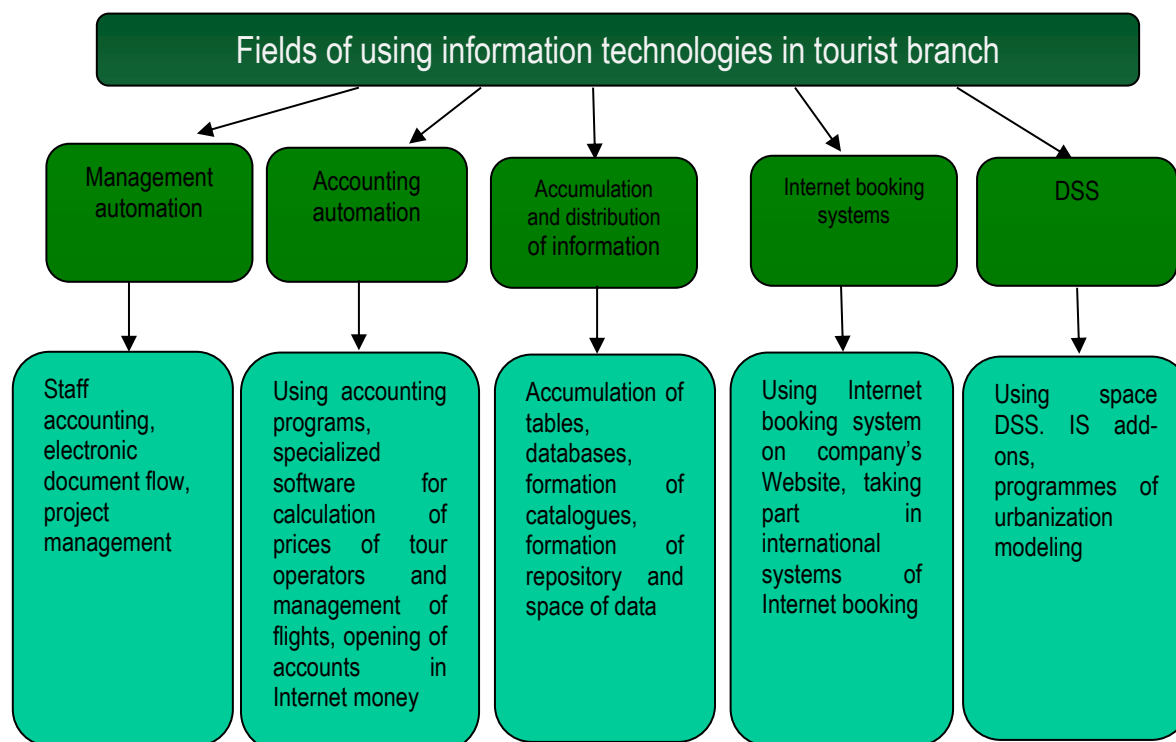 Fields of using information technologies in tourist branch
Management
automation
Accounting
automation
Accumulation
and distribution
of information
Internet booking
systems
DSS
Staff
accounting,
electronic
document flow,
project
management
Using accounting
programs,
specialized
software for
calculation of
prices of tour
operators and
management of
flights, opening of
accounts in
Internet money
Accumulation of
tables,
databases,
formation of
catalogues,
formation of
repository and
space of data
Using Internet
booking system
on company’s
Website, taking
part in
international
systems of
Internet booking
Using space
DSS. IS add-
ons,
programmes of
urbanization
modeling